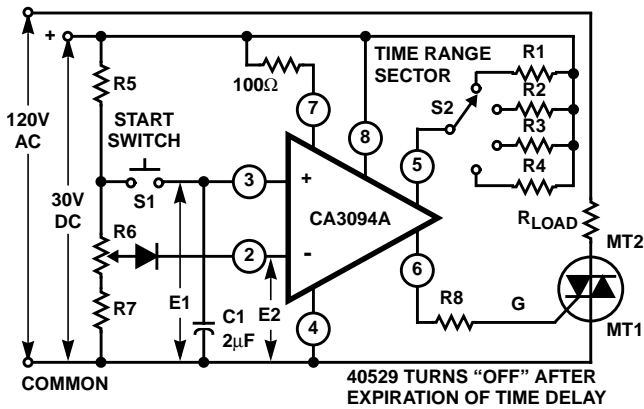 +
120V
AC
30V
DC
R5
START
SWITCH
S1
R6
R7
E1
C1
2μF
E2
100Ω
7
8
3
+
2
-
CA3094A
4
5
6
TIME RANGE
SECTOR
S2
R1
R2
R3
R4
RLOAD
MT2
R8
G
MT1
COMMON
40529 TURNS “OFF” AFTER
EXPIRATION OF TIME DELAY